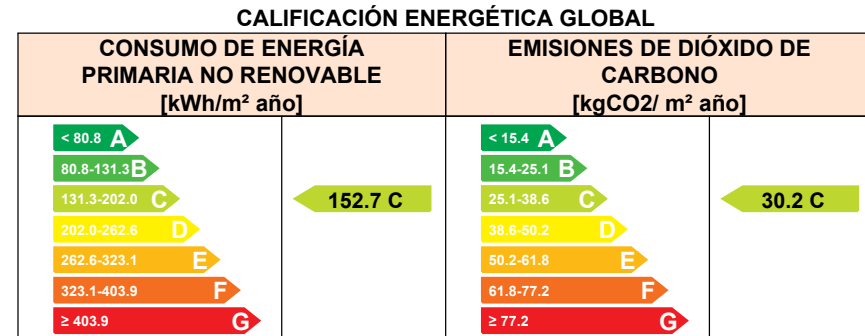 CALIFICACIÓN ENERGÉTICA GLOBAL
CONSUMO DE ENERGÍA
PRIMARIA NO RENOVABLE
[kWh/m² año]
EMISIONES DE DIÓXIDO DE
CARBONO
[kgCO2/ m² año]
< 80.8 A
80.8-131.3 B
131.3-202.0 C
202.0-262.6 D
262.6-323.1 E
323.1-403.9 F
≥ 403.9 G
152.7 C
< 15.4 A
15.4-25.1 B
25.1-38.6 C
38.6-50.2 D
50.2-61.8 E
61.8-77.2 F
≥ 77.2 G
30.2 C